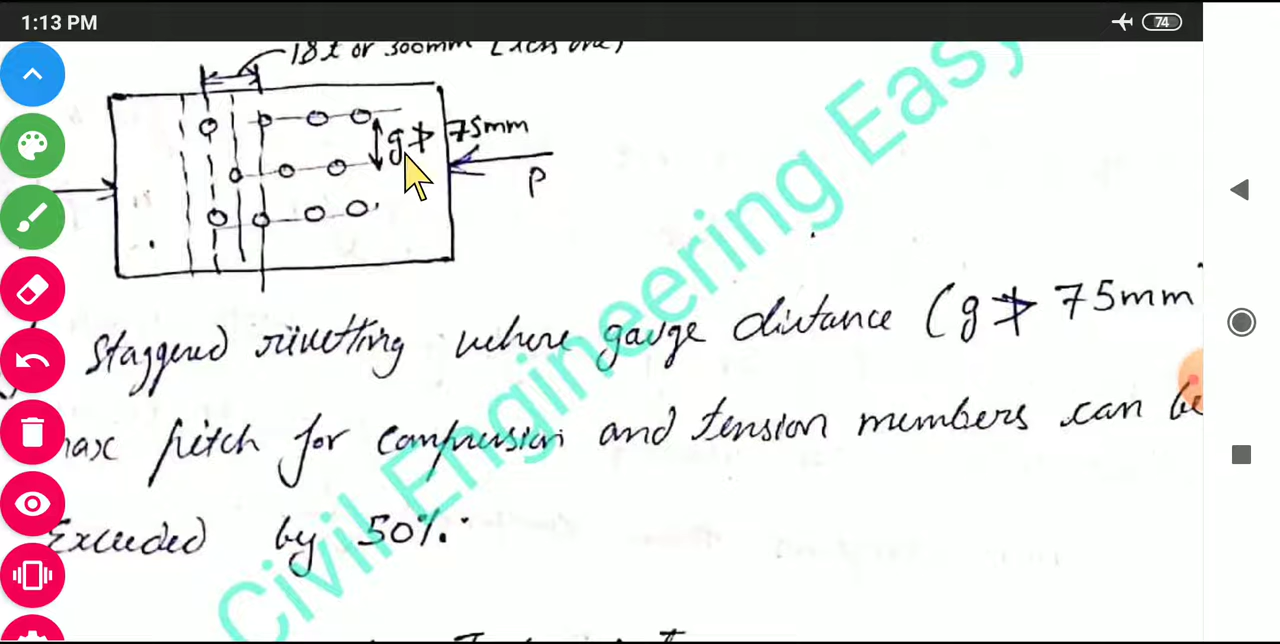 1:13 PM
74
18t or 300mm (less one)
g ≯ 75mm
P
Staggered rivetting where gauge distance (g ≯ 75mm
max pitch for compression and tension members can be
Exceeded by 50%.
Civil Engineering Easy